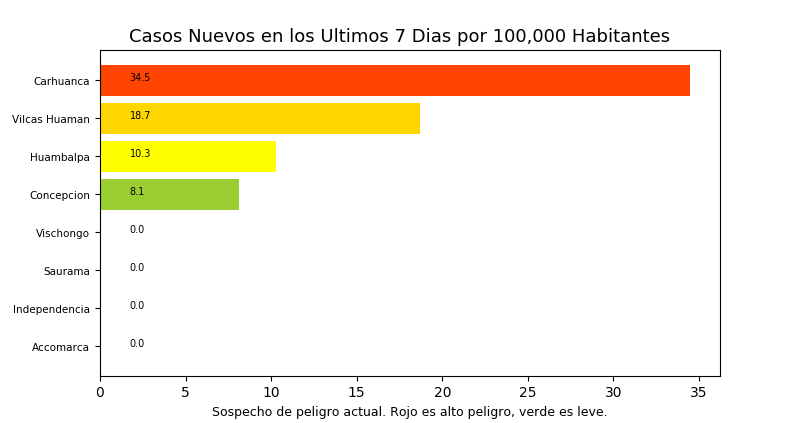 Casos Nuevos en los Ultimos 7 Dias por 100,000 Habitantes
Carhuanca 34.5
Vilcas Huaman 18.7
Huambalpa 10.3
Concepcion 8.1
Vischongo 0.0
Saurama 0.0
Independencia 0.0
Accomarca 0.0
0 5 10 15 20 25 30 35
Sospecho de peligro actual. Rojo es alto peligro, verde es leve.